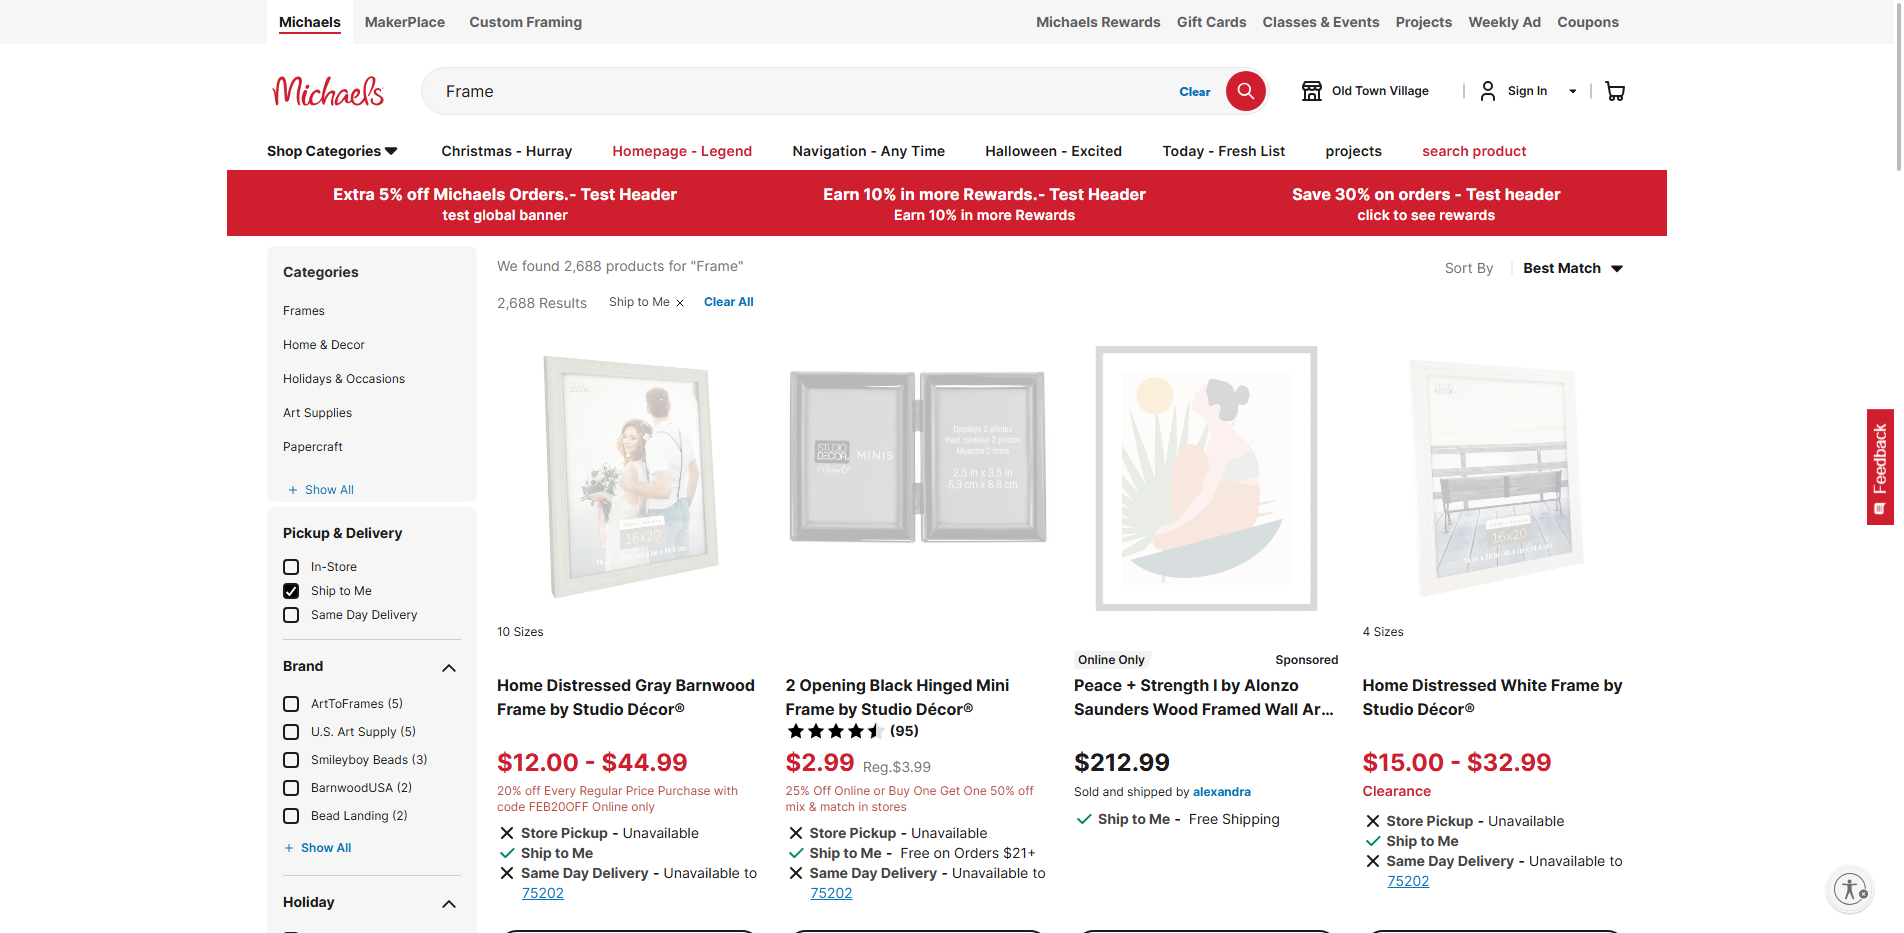 Michaels
MakerPlace
Custom Framing
Michaels Rewards
Gift Cards
Classes & Events
Projects
Weekly Ad
Coupons
Michaels
Frame
Clear
Old Town Village
Sign In
Shop Categories
Christmas - Hurray
Homepage - Legend
Navigation - Any Time
Halloween - Excited
Today - Fresh List
projects
search product
Extra 5% off Michaels Orders.- Test Header
test global banner
Earn 10% in more Rewards.- Test Header
Earn 10% in more Rewards
Save 30% on orders - Test header
click to see rewards
Categories
Frames
Home & Decor
Holidays & Occasions
Art Supplies
Papercraft
+ Show All
Pickup & Delivery
In-Store
Ship to Me
Same Day Delivery
Brand
ArtToFrames (5)
U.S. Art Supply (5)
Smileyboy Beads (3)
BarnwoodUSA (2)
Bead Landing (2)
+ Show All
Holiday
We found 2,688 products for "Frame"
Sort By
Best Match
2,688 Results
Ship to Me
Clear All
16x20
10 Sizes
Home Distressed Gray Barnwood
Frame by Studio Décor®
$12.00 - $44.99
20% off Every Regular Price Purchase with
code FEB20OFF Online only
Store Pickup - Unavailable
Ship to Me
Same Day Delivery - Unavailable to
75202
STUDIO
DECOR
MINIS
Michaels
Displays 2 photos
Peut contenir 2 photos
Muestra 2 fotos
2.5 in x 3.5 in
6.3 cm x 8.8 cm
2 Opening Black Hinged Mini
Frame by Studio Décor®
(95)
$2.99 Reg.$3.99
25% Off Online or Buy One Get One 50% off
mix & match in stores
Store Pickup - Unavailable
Ship to Me - Free on Orders $21+
Same Day Delivery - Unavailable to
75202
Online Only
Sponsored
Peace + Strength I by Alonzo
Saunders Wood Framed Wall Ar...
$212.99
Sold and shipped by alexandra
Ship to Me - Free Shipping
16x20
4 Sizes
Home Distressed White Frame by
Studio Décor®
$15.00 - $32.99
Clearance
Store Pickup - Unavailable
Ship to Me
Same Day Delivery - Unavailable to
75202
Feedback